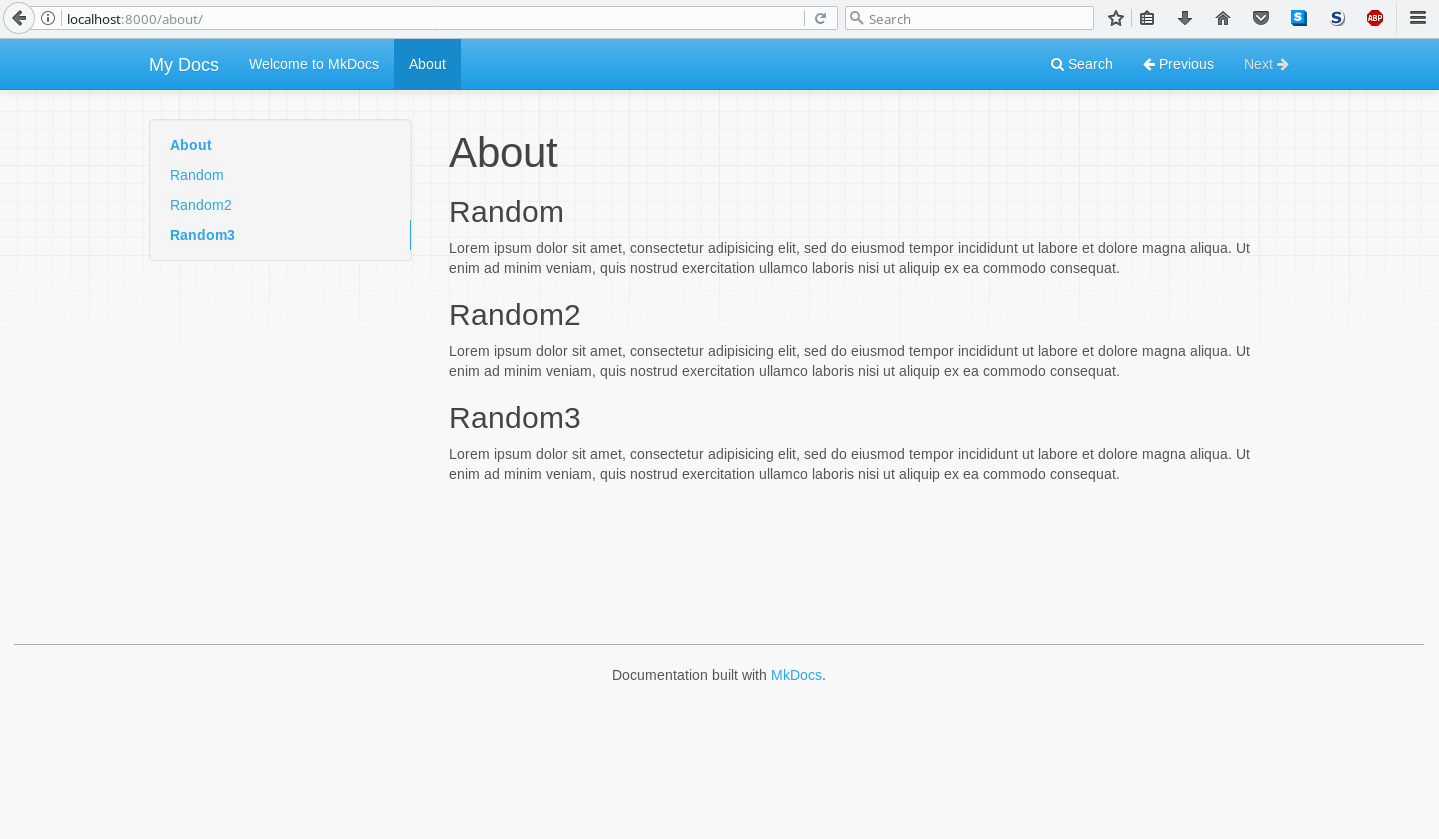 localhost:8000/about/
Search
S
S
ABP
My Docs
Welcome to MkDocs
About
Search
Previous
Next
About
Random
Random2
Random3
About
Random
Lorem ipsum dolor sit amet, consectetur adipisicing elit, sed do eiusmod tempor incididunt ut labore et dolore magna aliqua. Ut
enim ad minim veniam, quis nostrud exercitation ullamco laboris nisi ut aliquip ex ea commodo consequat.
Random2
Lorem ipsum dolor sit amet, consectetur adipisicing elit, sed do eiusmod tempor incididunt ut labore et dolore magna aliqua. Ut
enim ad minim veniam, quis nostrud exercitation ullamco laboris nisi ut aliquip ex ea commodo consequat.
Random3
Lorem ipsum dolor sit amet, consectetur adipisicing elit, sed do eiusmod tempor incididunt ut labore et dolore magna aliqua. Ut
enim ad minim veniam, quis nostrud exercitation ullamco laboris nisi ut aliquip ex ea commodo consequat.
Documentation built with MkDocs.